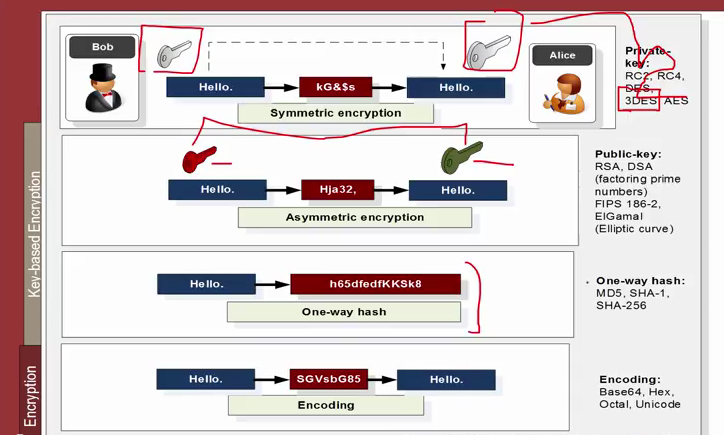 Bob
Alice
Hello.
kG&$s
Hello.
Symmetric encryption
Private-
key:
RC2, RC4,
DES,
3DES, AES
Hello.
Hja32,
Hello.
Asymmetric encryption
Public-key:
RSA, DSA
(factoring prime
numbers)
FIPS 186-2,
ElGamal
(Elliptic curve)
Hello.
h65dfedfKKSk8
One-way hash
One-way hash:
MD5, SHA-1,
SHA-256
Hello.
SGVsbG85
Hello.
Encoding
Encoding:
Base64, Hex,
Octal, Unicode
Key-based Encryption
Encryption